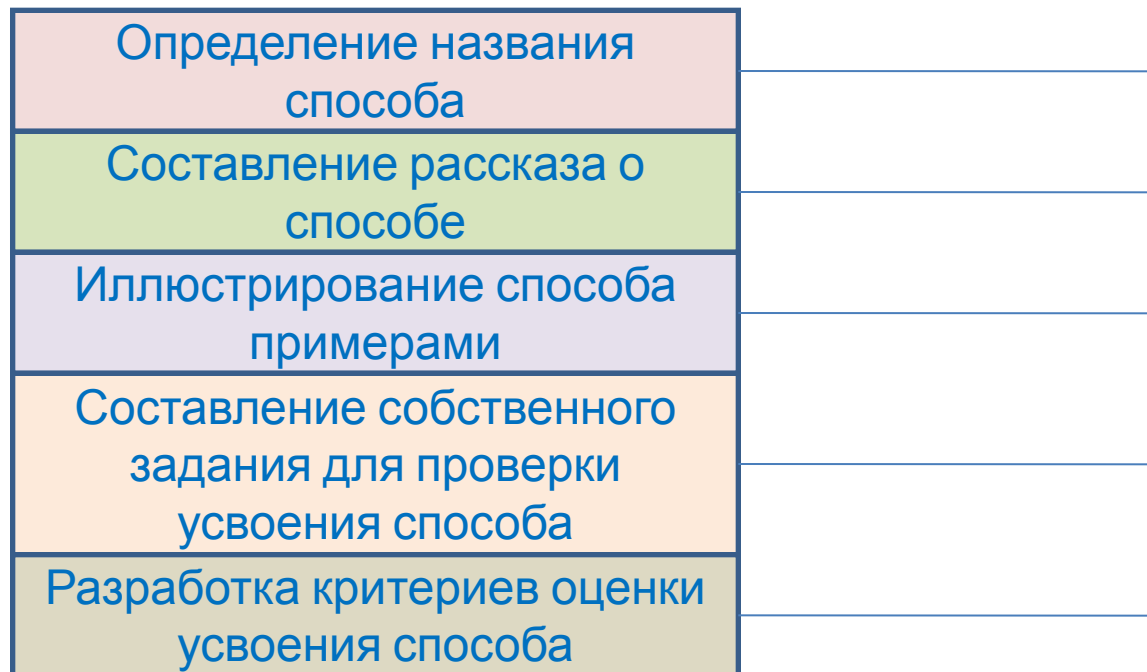 Определение названия
способа
Составление рассказа о
способе
Иллюстрирование способа
примерами
Составление собственного
задания для проверки
усвоения способа
Разработка критериев оценки
усвоения способа